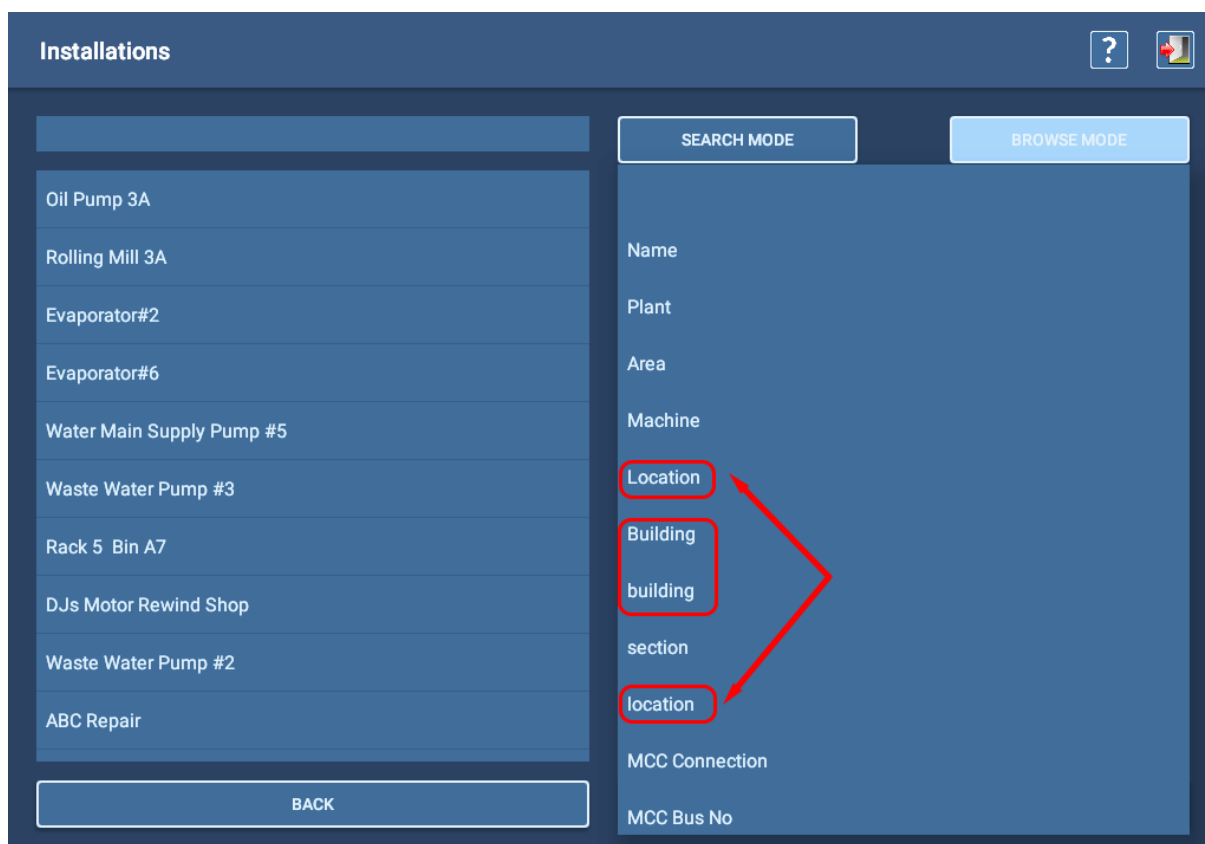 Installations
?
SEARCH MODE
BROWSE MODE
Oil Pump 3A
Rolling Mill 3A
Evaporator#2
Evaporator#6
Water Main Supply Pump #5
Waste Water Pump #3
Rack 5  Bin A7
DJs Motor Rewind Shop
Waste Water Pump #2
ABC Repair
BACK
Name
Plant
Area
Machine
Location
Building
building
section
location
MCC Connection
MCC Bus No